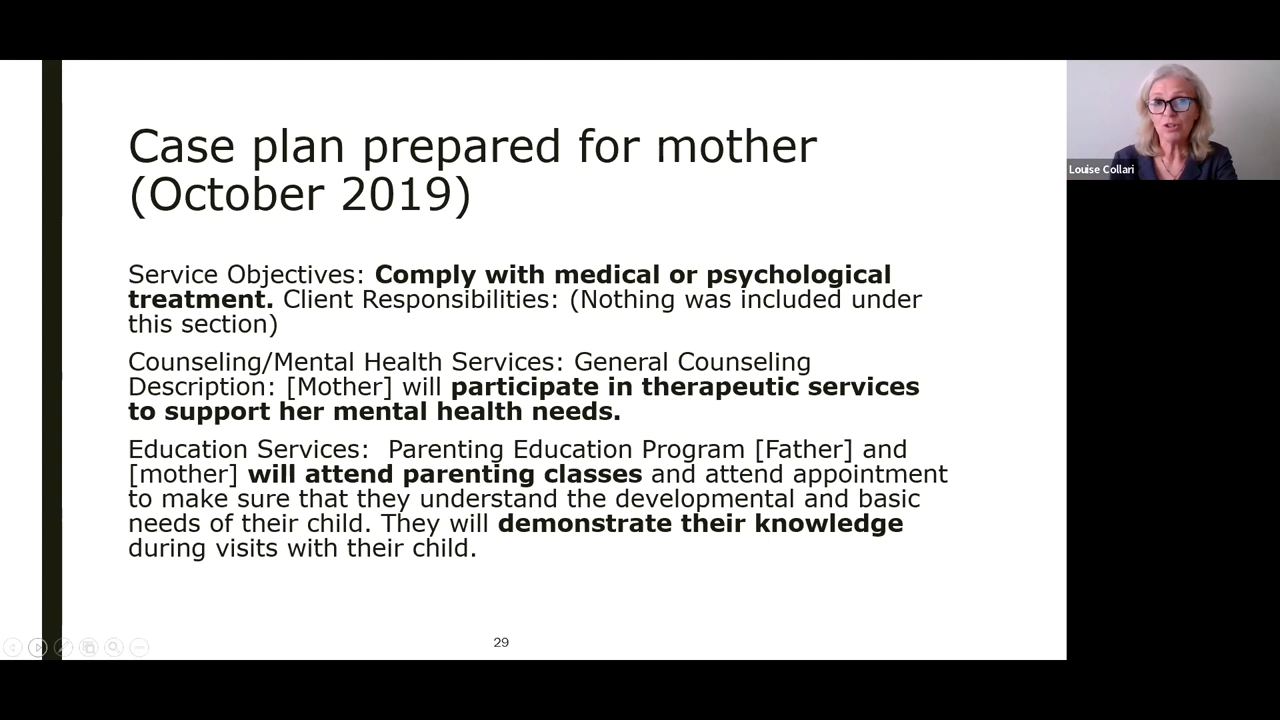 Case plan prepared for mother
(October 2019)
Service Objectives: Comply with medical or psychological
treatment. Client Responsibilities: (Nothing was included under
this section)
Counseling/Mental Health Services: General Counseling
Description: [Mother] will participate in therapeutic services
to support her mental health needs.
Education Services:  Parenting Education Program [Father] and
[mother] will attend parenting classes and attend appointment
to make sure that they understand the developmental and basic
needs of their child. They will demonstrate their knowledge
during visits with their child.
29
Louise Collari